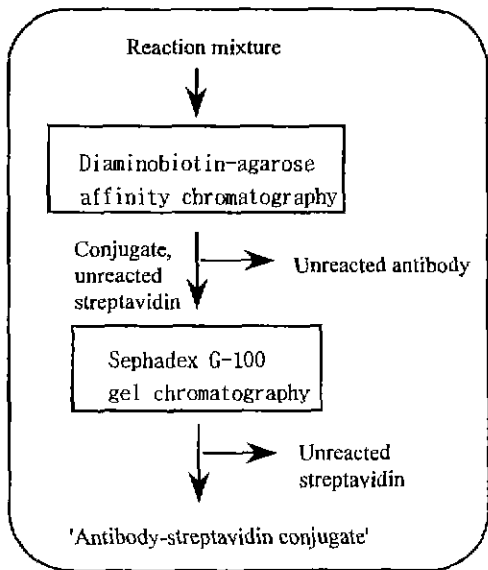 Reaction mixture
Diaminobiotin-agarose
affinity chromatography
Conjugate,
unreacted
streptavidin
Unreacted antibody
Sephadex G-100
gel chromatography
Unreacted
streptavidin
'Antibody-streptavidin conjugate'